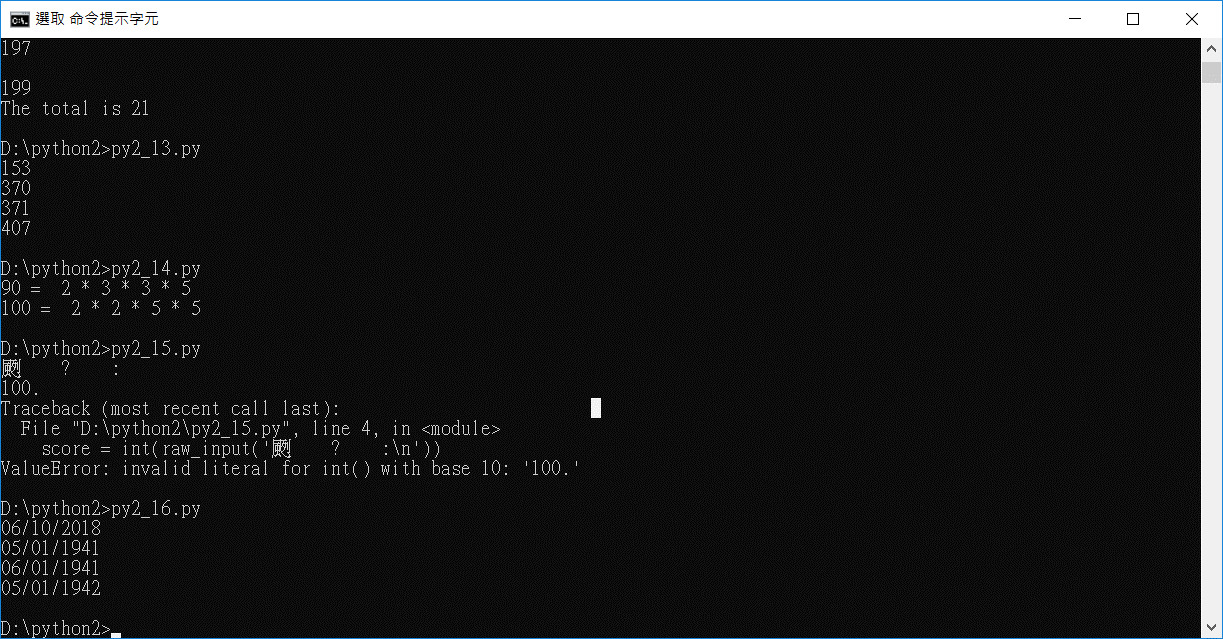 選取 命令提示字元
197
199
The total is 21
D:\python2>py2_13.py
153
370
371
407
D:\python2>py2_14.py
90 =  2 * 3 * 3 * 5
100 =  2 * 2 * 5 * 5
D:\python2>py2_15.py
?    :
100.
Traceback (most recent call last):
  File "D:\python2\py2_15.py", line 4, in <module>
    score = int(raw_input('    ?    :\n'))
ValueError: invalid literal for int() with base 10: '100.'
D:\python2>py2_16.py
06/10/2018
05/01/1941
06/01/1941
05/01/1942
D:\python2>